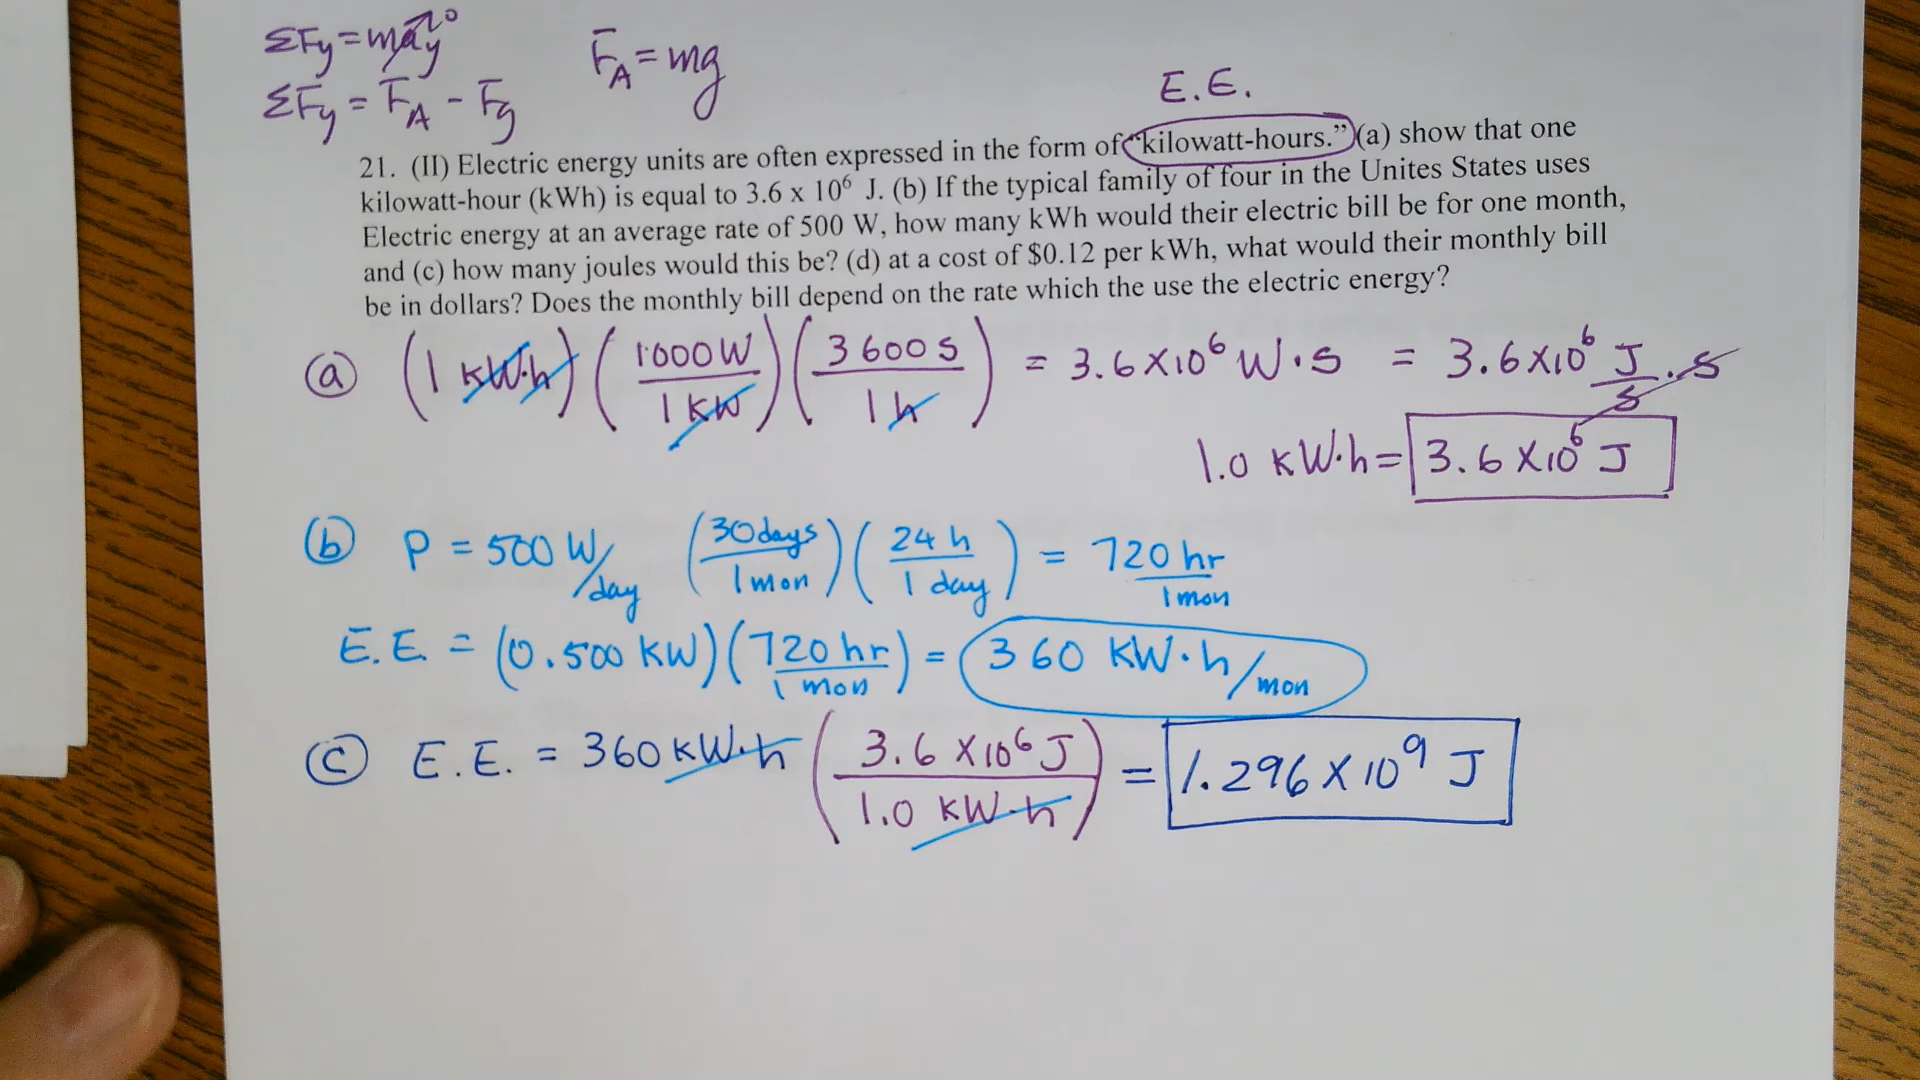 ΣFy = may→0
FA = mg
ΣFy = FA - Fg
E.E.
21. (II) Electric energy units are often expressed in the form of “kilowatt-hours.” (a) show that one
kilowatt-hour (kWh) is equal to 3.6 x 10⁶ J. (b) If the typical family of four in the Unites States uses
Electric energy at an average rate of 500 W, how many kWh would their electric bill be for one month,
and (c) how many joules would this be? (d) at a cost of $0.12 per kWh, what would their monthly bill
be in dollars? Does the monthly bill depend on the rate which the use the electric energy?
(a) (1 kW·h) (1000W / 1 kW) (3600 s / 1 h) = 3.6 X10⁶ W·s = 3.6 X10⁶ J/s · s
1.0 kW·h = 3.6 X10⁶ J
(b) P = 500 W/day (30 days / 1 mon) (24 h / 1 day) = 720 hr / 1 mon
E.E. = (0.500 kW) (720 hr / 1 mon) = 360 kW·h/mon
(c) E.E. = 360 kW·h (3.6 X10⁶ J / 1.0 kW·h) = 1.296 X 10⁹ J